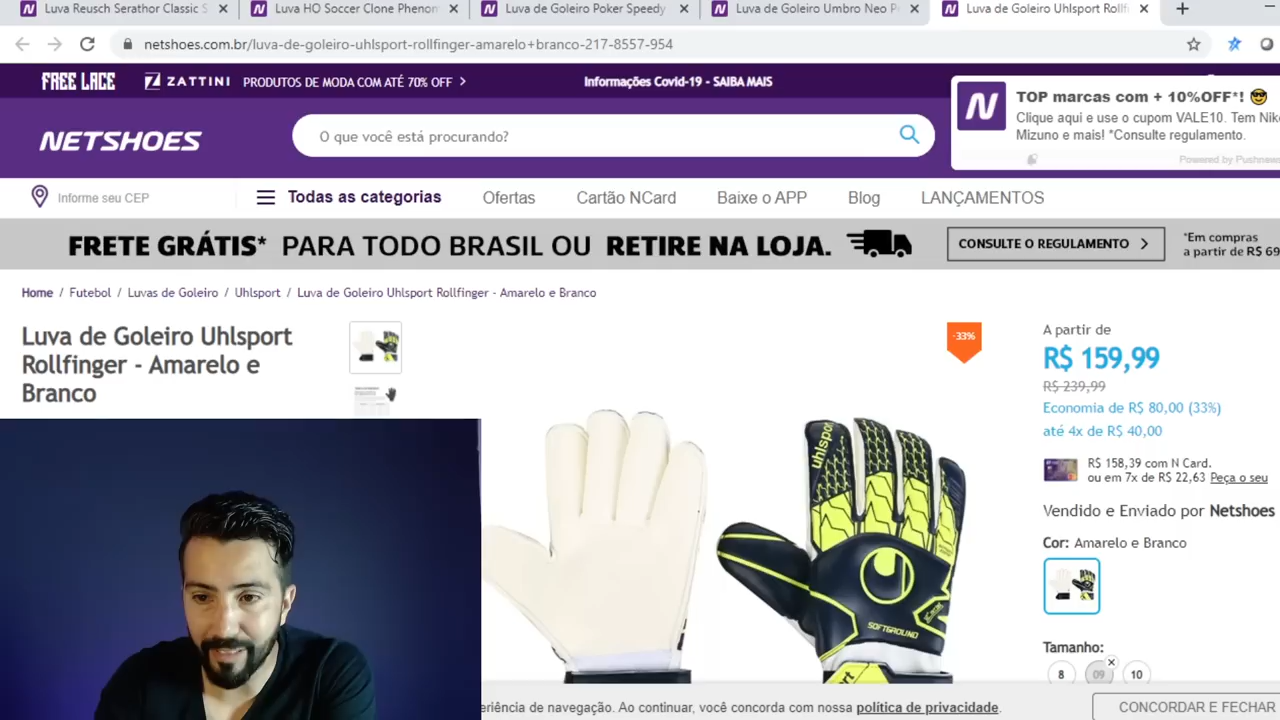 Luva Reusch Serathor Classic S
Luva HO Soccer Clone Phenom
Luva de Goleiro Poker Speedy
Luva de Goleiro Umbro Neo P
Luva de Goleiro Uhlsport Rollfi
netshoes.com.br/luva-de-goleiro-uhlsport-rollfinger-amarelo+branco-217-8557-954
FREE LACE
ZATTINI
PRODUTOS DE MODA COM ATÉ 70% OFF
Informações Covid-19 - SAIBA MAIS
TOP marcas com + 10%OFF*! 😎
Clique aqui e use o cupom VALE10. Tem Nik
Mizuno e mais! *Consulte regulamento.
Powered by Pushnews
NETSHOES
O que você está procurando?
Informe seu CEP
Todas as categorias
Ofertas
Cartão NCard
Baixe o APP
Blog
LANÇAMENTOS
FRETE GRÁTIS* PARA TODO BRASIL OU RETIRE NA LOJA.
CONSULTE O REGULAMENTO
*Em compras
a partir de R$ 69
Home / Futebol / Luvas de Goleiro / Uhlsport / Luva de Goleiro Uhlsport Rollfinger - Amarelo e Branco
Luva de Goleiro Uhlsport
Rollfinger - Amarelo e
Branco
-33%
A partir de
R$ 159,99
R$ 239,99
Economia de R$ 80,00 (33%)
até 4x de R$ 40,00
R$ 158,39 com N Card.
ou em 7x de R$ 22,63 Peça o seu
Vendido e Enviado por Netshoes
Cor: Amarelo e Branco
Tamanho:
8
09
10
uhlsport
SOFTGROUND
eriência de navegação. Ao continuar, você concorda com nossa política de privacidade.
CONCORDAR E FECHAR